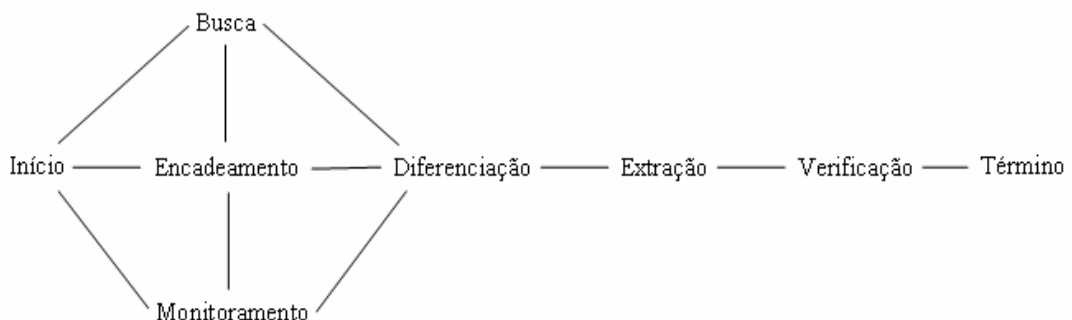 Busca
Início Encadeamento Diferenciação Extração Verificação Término
Monitoramento